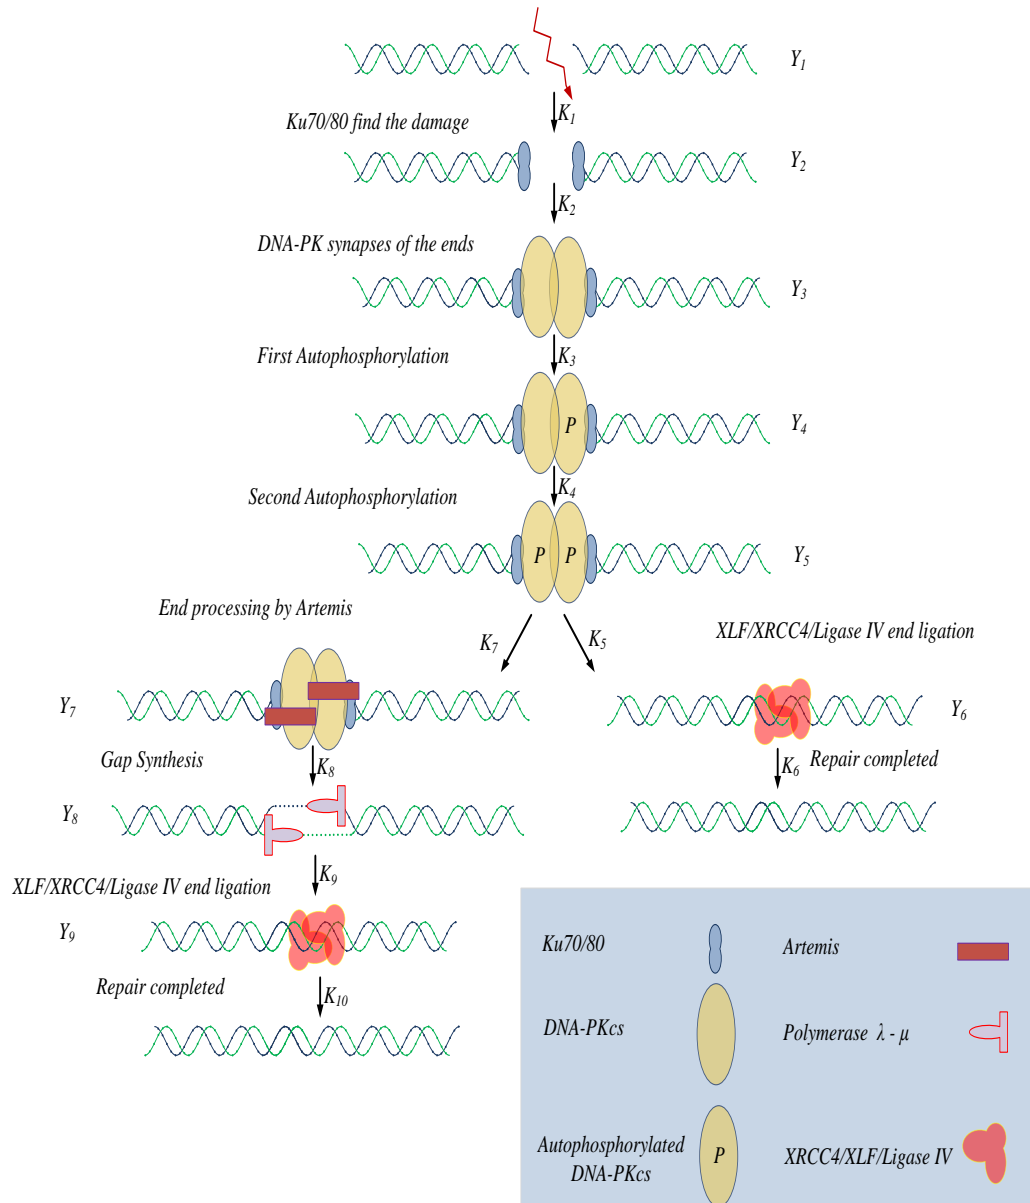 Y1
K1
Ku70/80 find the damage
Y2
K2
DNA-PK synapses of the ends
Y3
First Autophosphorylation
K3
P
Y4
K4
Second Autophosphorylation
P P
Y5
End processing by Artemis
K7
K5
XLF/XRCC4/Ligase IV end ligation
Y7
Y6
Gap Synthesis
K8
K6
Repair completed
Y8
K9
XLF/XRCC4/Ligase IV end ligation
Y9
Repair completed
K10
Ku70/80
Artemis
DNA-PKcs
Polymerase λ - μ
Autophosphorylated
DNA-PKcs
P
XRCC4/XLF/Ligase IV